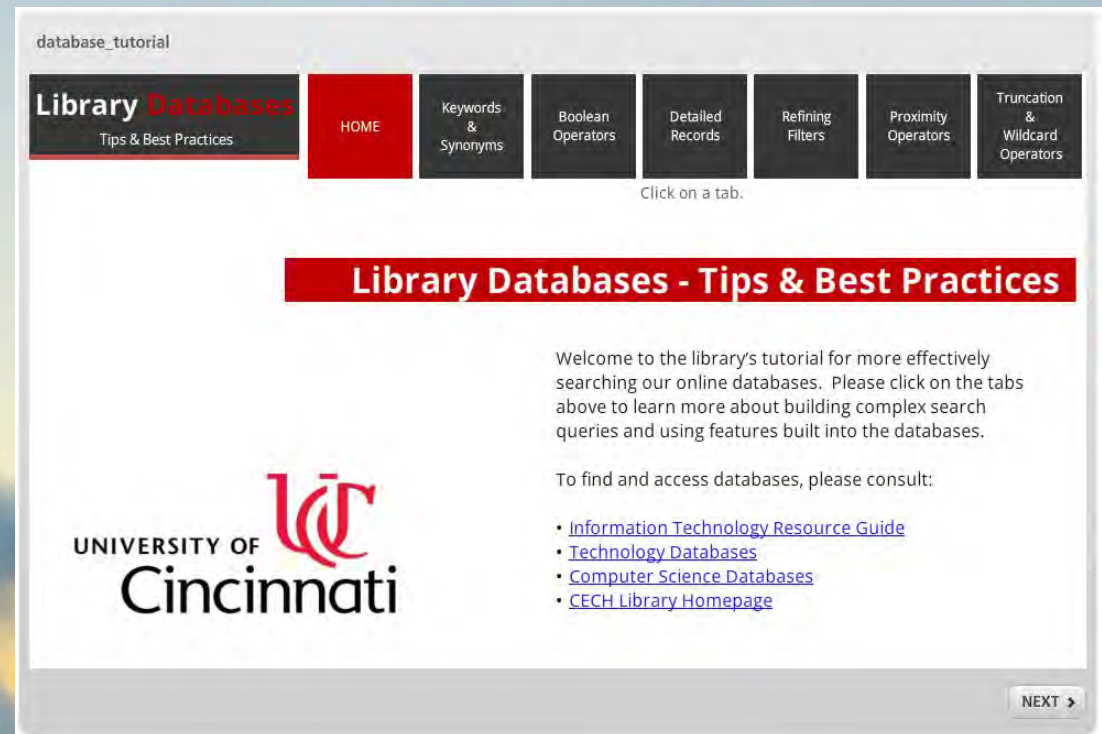 database_tutorial
Library Databases
Tips & Best Practices
HOME
Keywords
&
Synonyms
Boolean
Operators
Detailed
Records
Refining
Filters
Proximity
Operators
Truncation
&
Wildcard
Operators
Click on a tab.
Library Databases - Tips & Best Practices
Welcome to the library's tutorial for more effectively
searching our online databases.  Please click on the tabs
above to learn more about building complex search
queries and using features built into the databases.
To find and access databases, please consult:
• Information Technology Resource Guide
• Technology Databases
• Computer Science Databases
• CECH Library Homepage
UC
UNIVERSITY OF
Cincinnati
NEXT